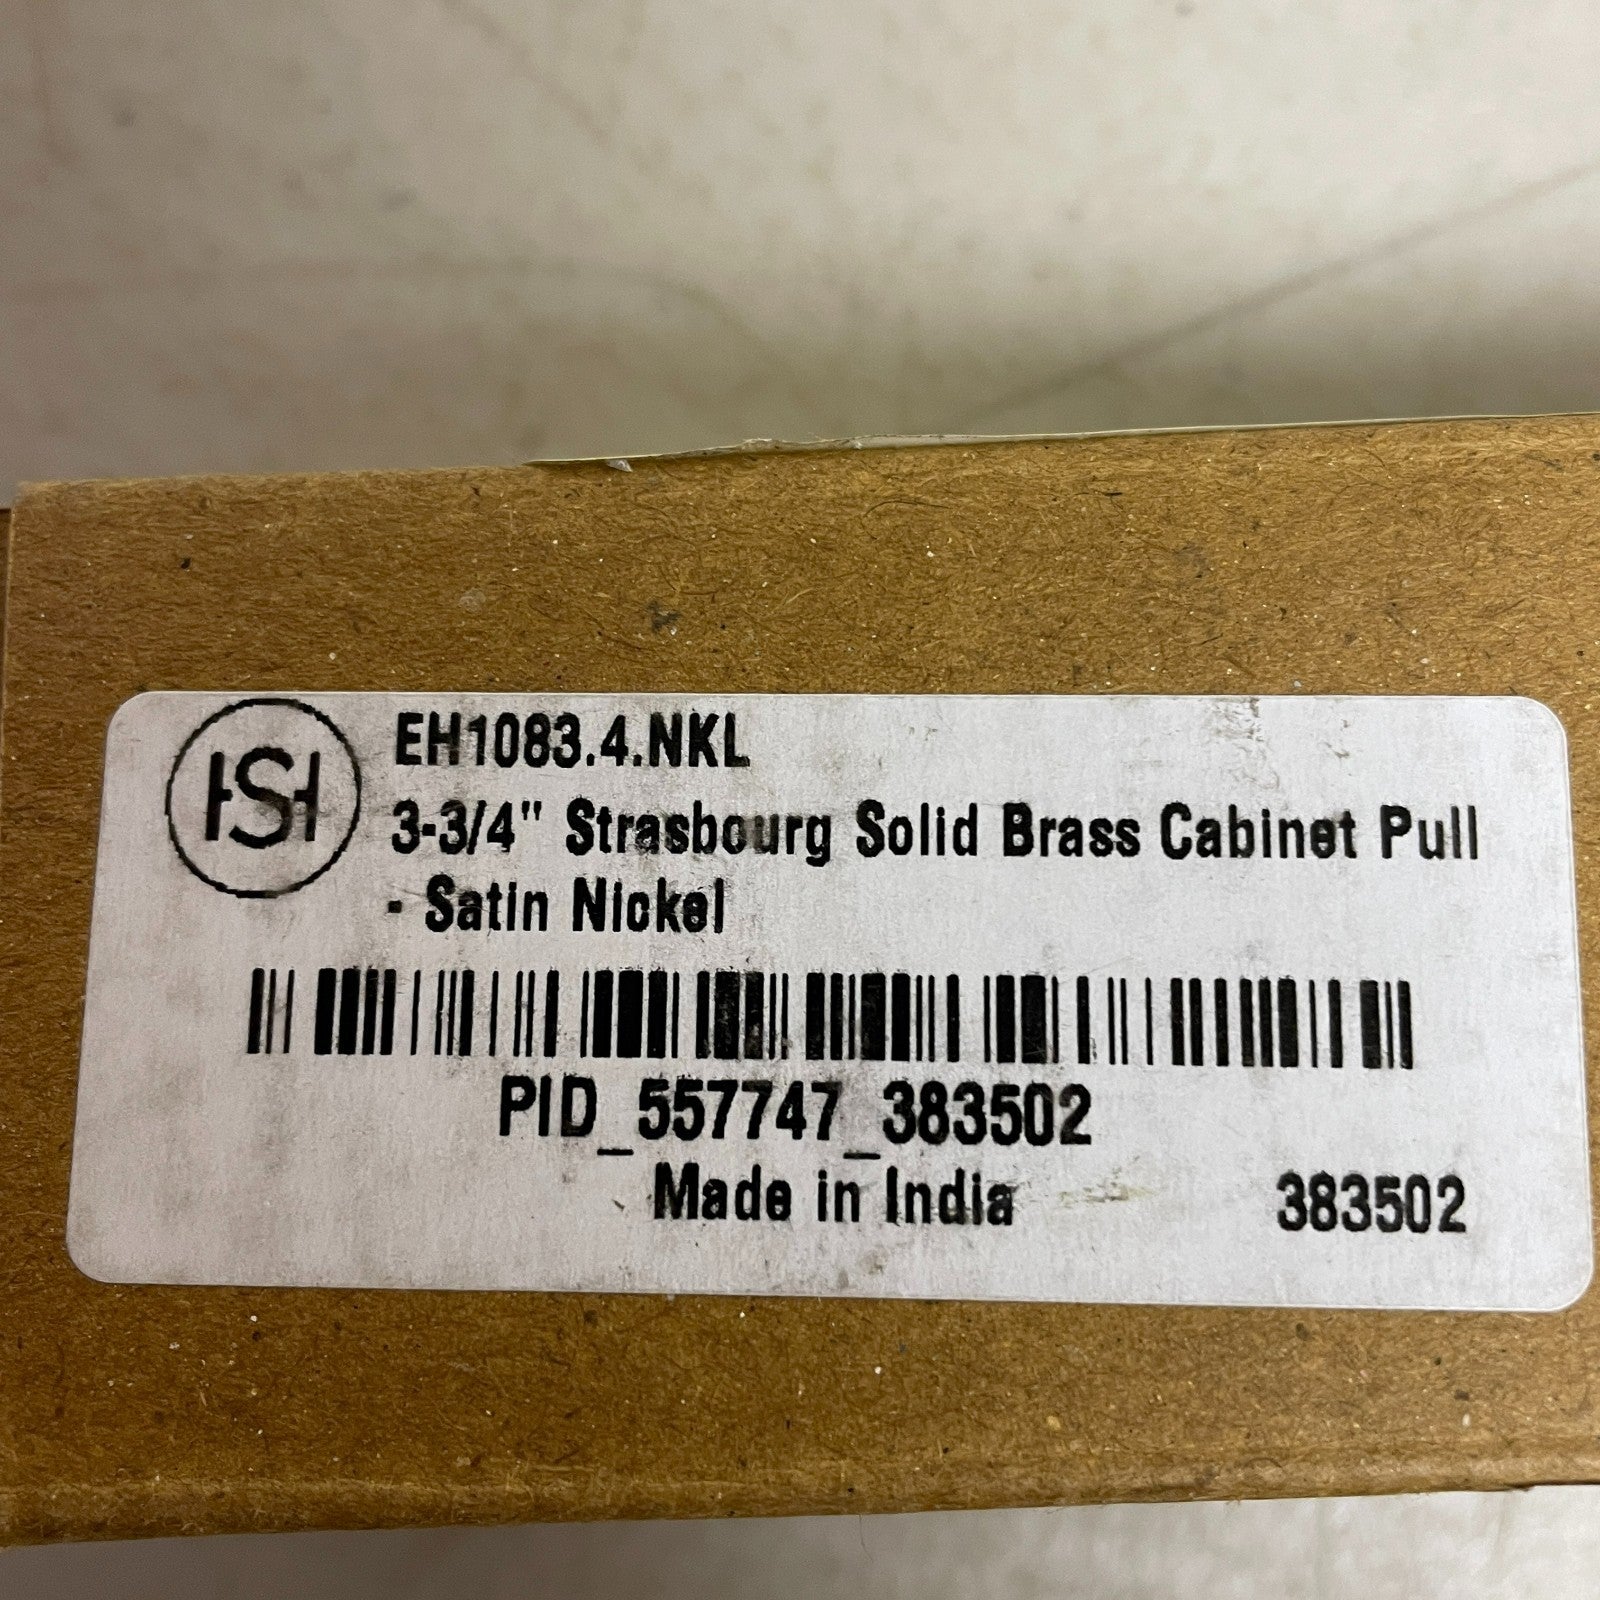 HSH
EH1083.4.NKL
3-3/4" Strasbourg Solid Brass Cabinet Pull
- Satin Nickel
PID_557747_383502
Made in India 383502